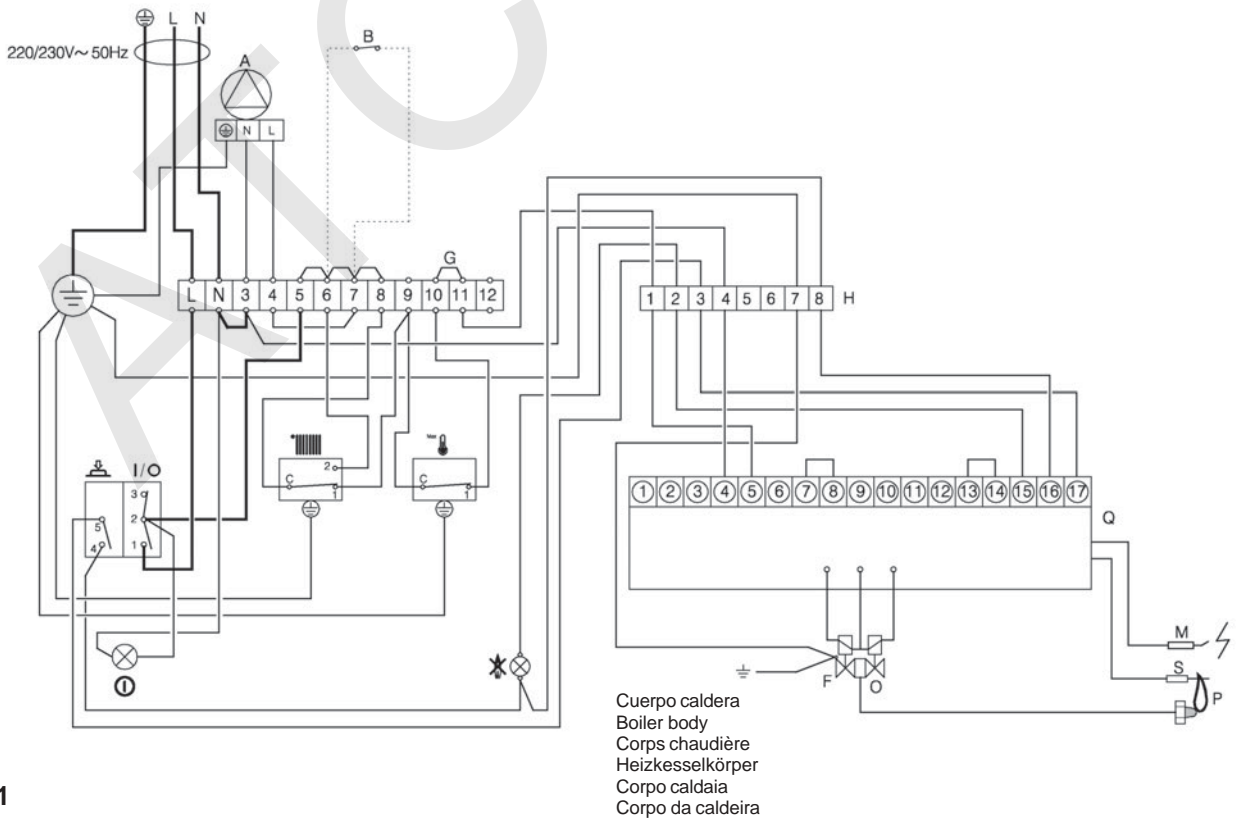 L N
220/230V~ 50Hz
A
B
N L
G
L N 3 4 5 6 7 8 9 10 11 12
1 2 3 4 5 6 7 8 H
I/O
3
2
1
5
4
C 2 1
Max
C 1
1 2 3 4 5 6 7 8 9 10 11 12 13 14 15 16 17
Q
M
S
P
F O
Cuerpo caldera
Boiler body
Corps chaudière
Heizkesselkörper
Corpo caldaia
Corpo da caldeira
1
ATC